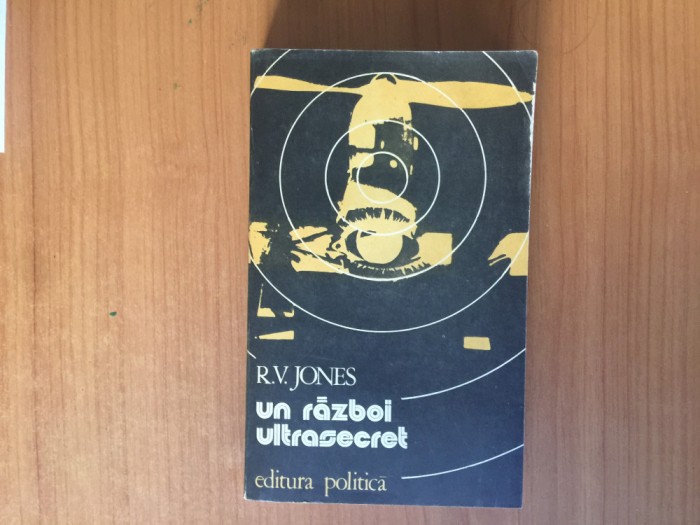 R.V. JONES
un război
ultrasecret
editura politică